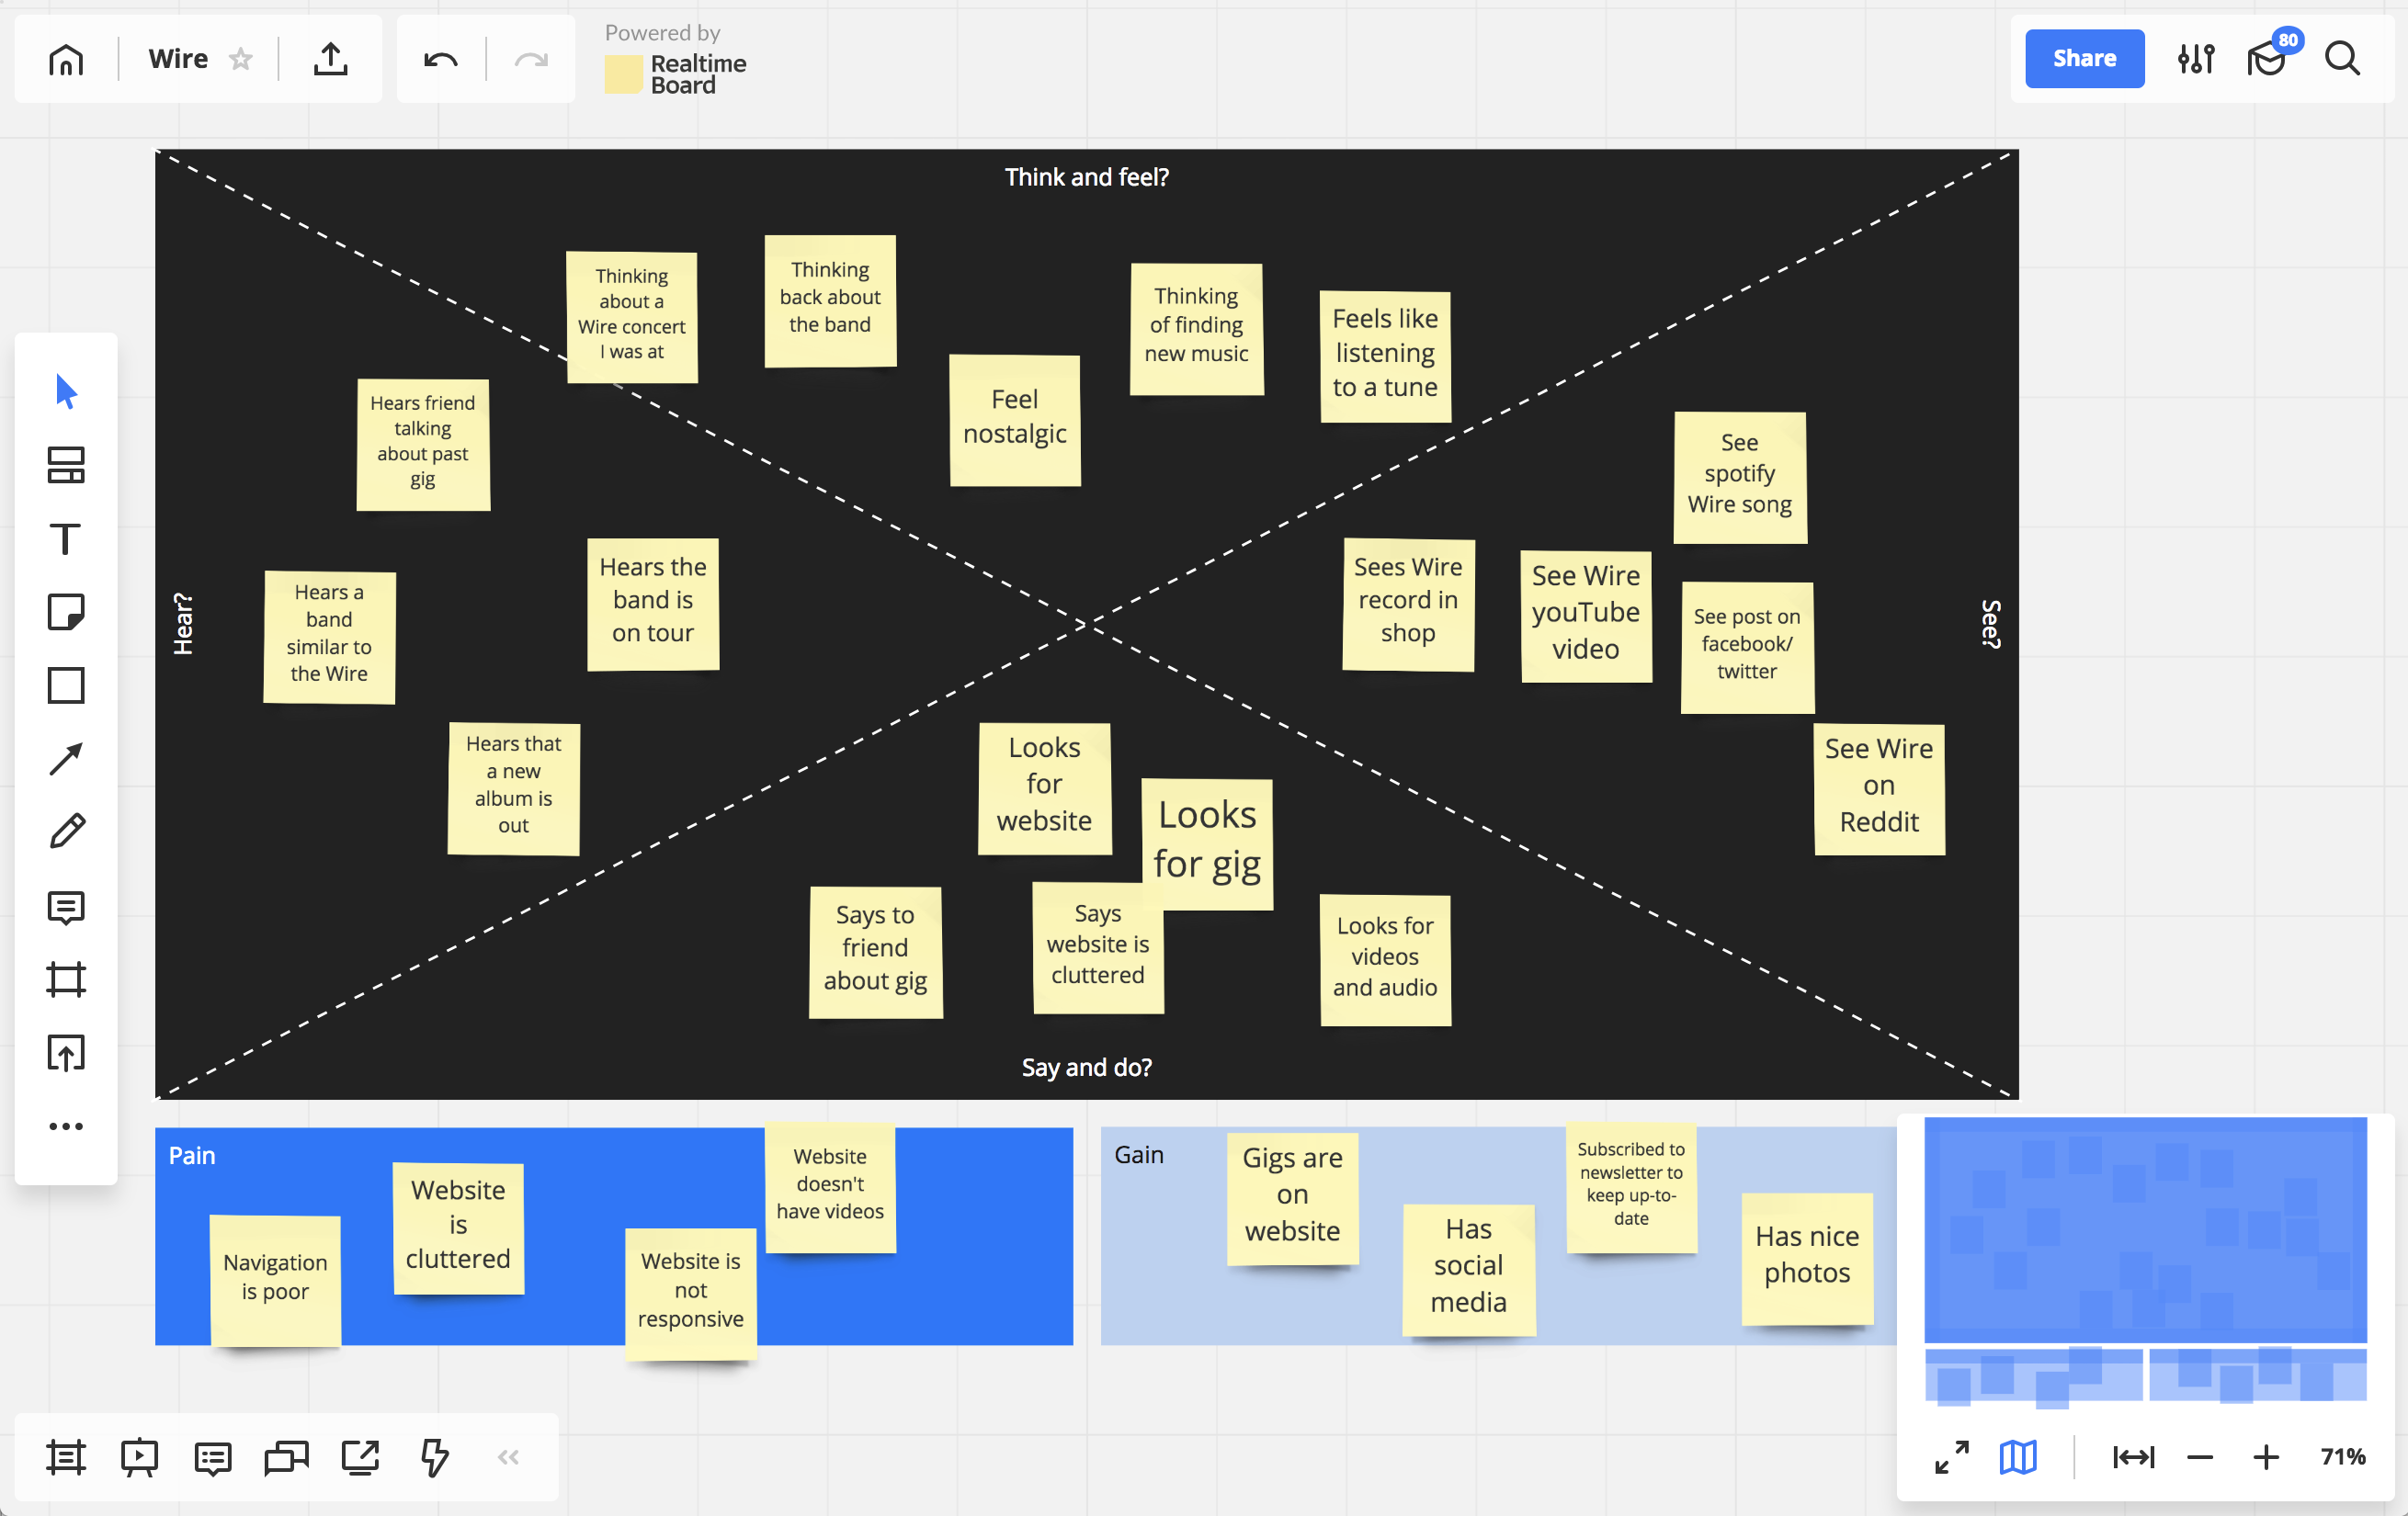 Wire
Powered by
Realtime
Board
Share
80
Think and feel?
Thinking
about a
Wire concert
I was at
Thinking
back about
the band
Feel
nostalgic
Thinking
of finding
new music
Feels like
listening
to a tune
Hear?
Hears friend
talking
about past
gig
Hears a
band
similar to
the Wire
Hears the
band is
on tour
Hears that
a new
album is
out
See?
See
spotify
Wire song
Sees Wire
record in
shop
See Wire
youTube
video
See post on
facebook/
twitter
See Wire
on
Reddit
Looks
for
website
Looks
for gig
Says to
friend
about gig
Says
website is
cluttered
Looks for
videos
and audio
Say and do?
Pain
Navigation
is poor
Website
is
cluttered
Website is
not
responsive
Website
doesn't
have videos
Gain
Gigs are
on
website
Has
social
media
Subscribed to
newsletter to
keep up-to-
date
Has nice
photos
71%